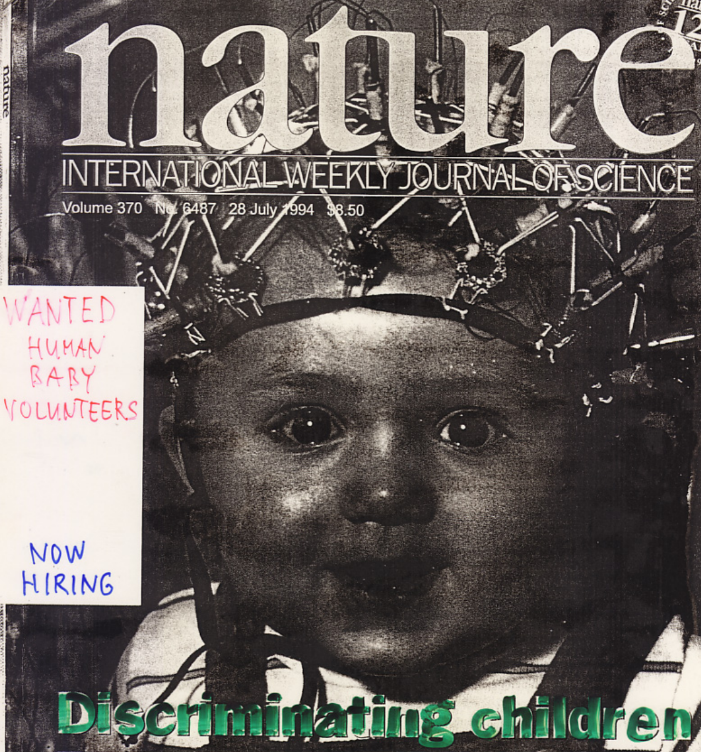 nature
nature
INTERNATIONAL WEEKLY JOURNAL OF SCIENCE
Volume 370 No. 6487 28 July 1994 $8.50
WANTED
HUMAN
BABY
VOLUNTEERS
NOW
HIRING
Discriminating children